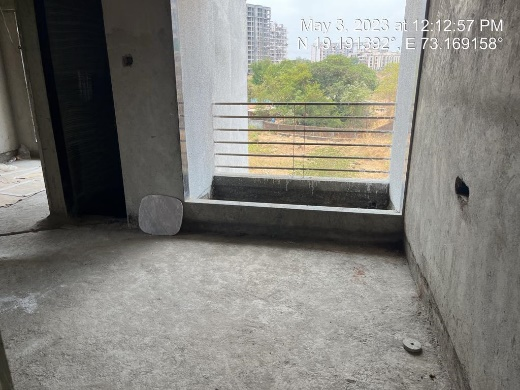 May 3, 2023 at 12:12:57 PM
N 19.191392°, E 73.169158°